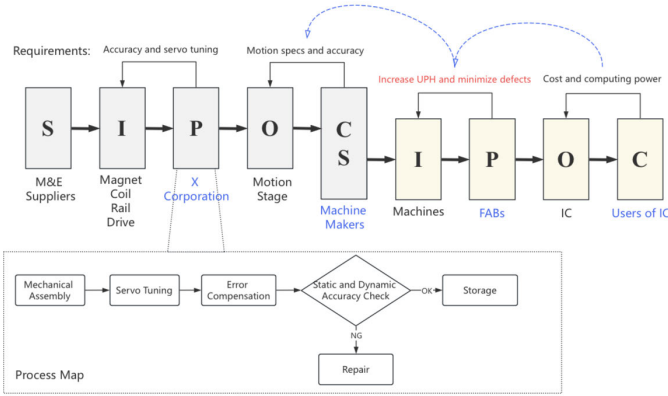 Requirements:
Accuracy and servo tuning
Motion specs and accuracy
Increase UPH and minimize defects
Cost and computing power
S
I
P
O
C
S
I
P
O
C
M&E
Suppliers
Magnet
Coil
Rail
Drive
X
Corporation
Motion
Stage
Machine
Makers
Machines
FABs
IC
Users of IC
Mechanical
Assembly
Servo Tuning
Error
Compensation
Static and Dynamic
Accuracy Check
OK
Storage
NG
Repair
Process Map